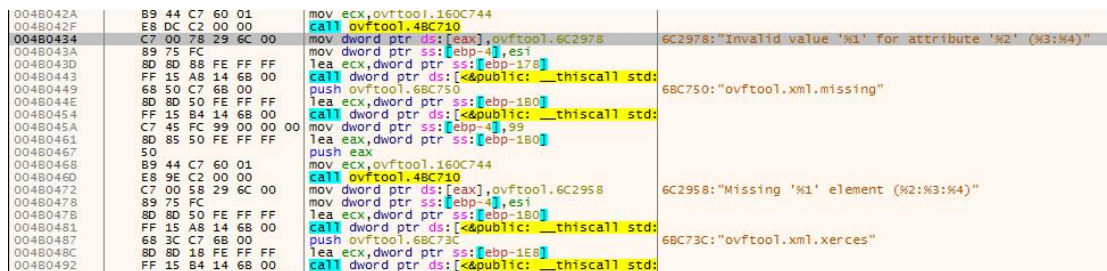 004B042A B9 44 C7 60 01 mov ecx,ovftool.160C744
004B042F E8 DC C2 00 00 call ovftool.4BC710
004B0434 C7 00 78 29 6C 00 mov dword ptr ds:[eax],ovftool.6C2978 6C2978:"Invalid value '%1' for attribute '%2' (%3:%4)"
004B043A 89 75 FC mov dword ptr ss:[ebp-4],esi
004B043D 8D 8D 88 FE FF FF lea ecx,dword ptr ss:[ebp-178]
004B0443 FF 15 A8 14 6B 00 call dword ptr ds:[<&public: __thiscall std:
004B0449 68 50 C7 6B 00 push ovftool.6BC750 6BC750:"ovftool.xml.missing"
004B044E 8D 8D 50 FE FF FF lea ecx,dword ptr ss:[ebp-1B0]
004B0454 FF 15 B4 14 6B 00 call dword ptr ds:[<&public: __thiscall std:
004B045A C7 45 FC 99 00 00 00 mov dword ptr ss:[ebp-4],99
004B0461 8D 85 50 FE FF FF lea eax,dword ptr ss:[ebp-1B0]
004B0467 50 push eax
004B0468 B9 44 C7 60 01 mov ecx,ovftool.160C744
004B046D E8 9E C2 00 00 call ovftool.4BC710
004B0472 C7 00 58 29 6C 00 mov dword ptr ds:[eax],ovftool.6C2958 6C2958:"Missing '%1' element (%2:%3:%4)"
004B0478 89 75 FC mov dword ptr ss:[ebp-4],esi
004B047B 8D 8D 50 FE FF FF lea ecx,dword ptr ss:[ebp-1B0]
004B0481 FF 15 A8 14 6B 00 call dword ptr ds:[<&public: __thiscall std:
004B0487 68 3C C7 6B 00 push ovftool.6BC73C 6BC73C:"ovftool.xml.xerces"
004B048C 8D 8D 18 FE FF FF lea ecx,dword ptr ss:[ebp-1E8]
004B0492 FF 15 B4 14 6B 00 call dword ptr ds:[<&public: __thiscall std: